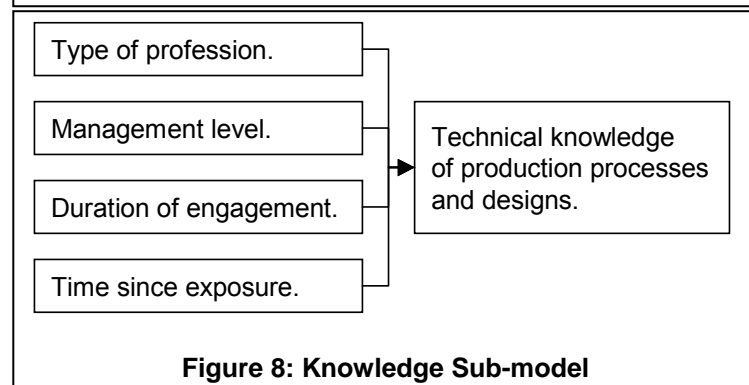 Type of profession.
Management level.
Duration of engagement.
Time since exposure.
Technical knowledge
of production processes
and designs.
Figure 8: Knowledge Sub-model